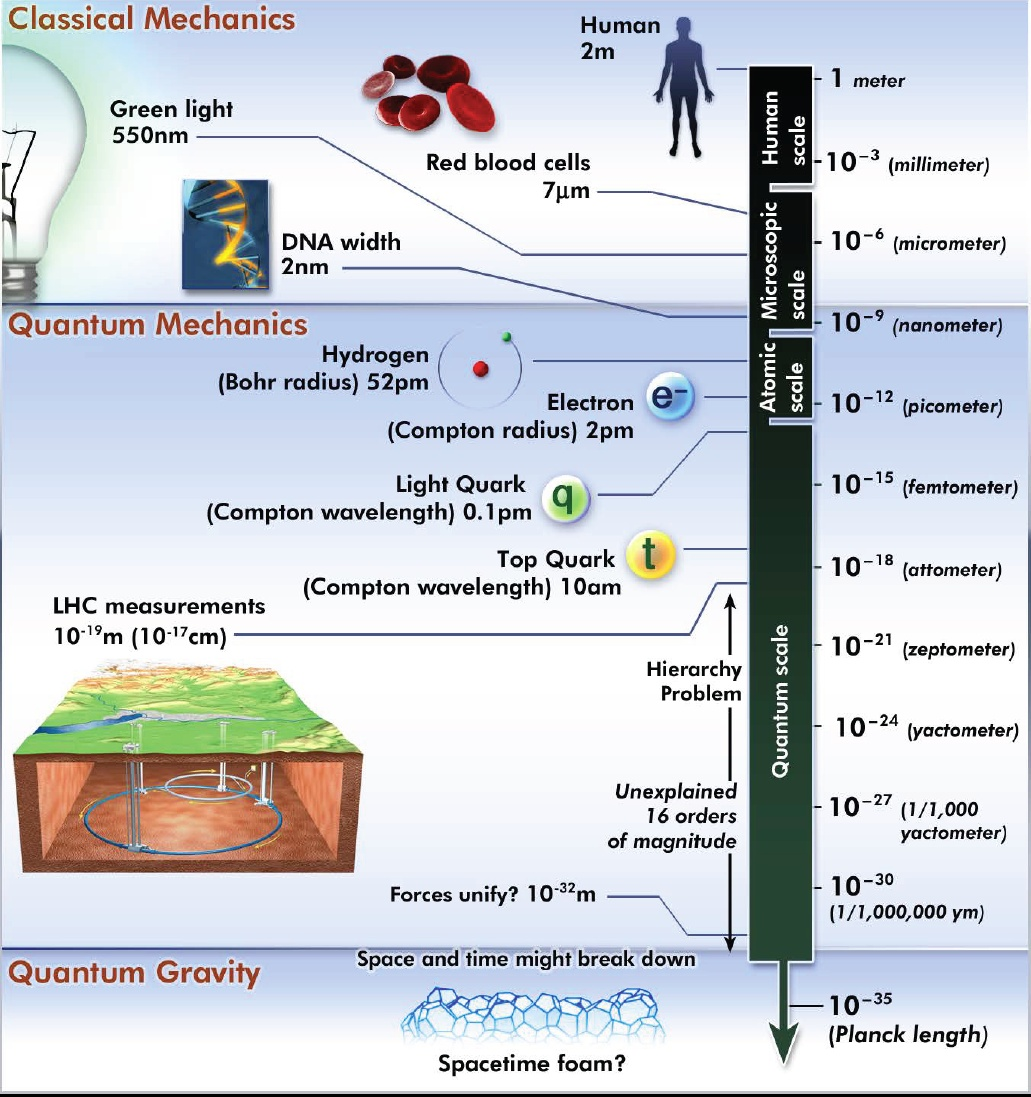 Classical Mechanics
Human
2m
1 meter
Green light
550nm
Human
scale
Red blood cells
7µm
10⁻³ (millimeter)
DNA width
2nm
Microscopic
scale
10⁻⁶ (micrometer)
Quantum Mechanics
10⁻⁹ (nanometer)
Hydrogen
(Bohr radius) 52pm
Atomic
scale
Electron
(Compton radius) 2pm
e⁻
10⁻¹² (picometer)
Light Quark
(Compton wavelength) 0.1pm
q
10⁻¹⁵ (femtometer)
Top Quark
(Compton wavelength) 10am
t
10⁻¹⁸ (attometer)
LHC measurements
10⁻¹⁹m (10⁻¹⁷cm)
Quantum scale
10⁻²¹ (zeptometer)
Hierarchy
Problem
10⁻²⁴ (yactometer)
Unexplained
16 orders
of magnitude
10⁻²⁷ (1/1,000
yactometer)
Forces unify? 10⁻³²m
10⁻³⁰
(1/1,000,000 ym)
Quantum Gravity
Space and time might break down
10⁻³⁵
(Planck length)
Spacetime foam?